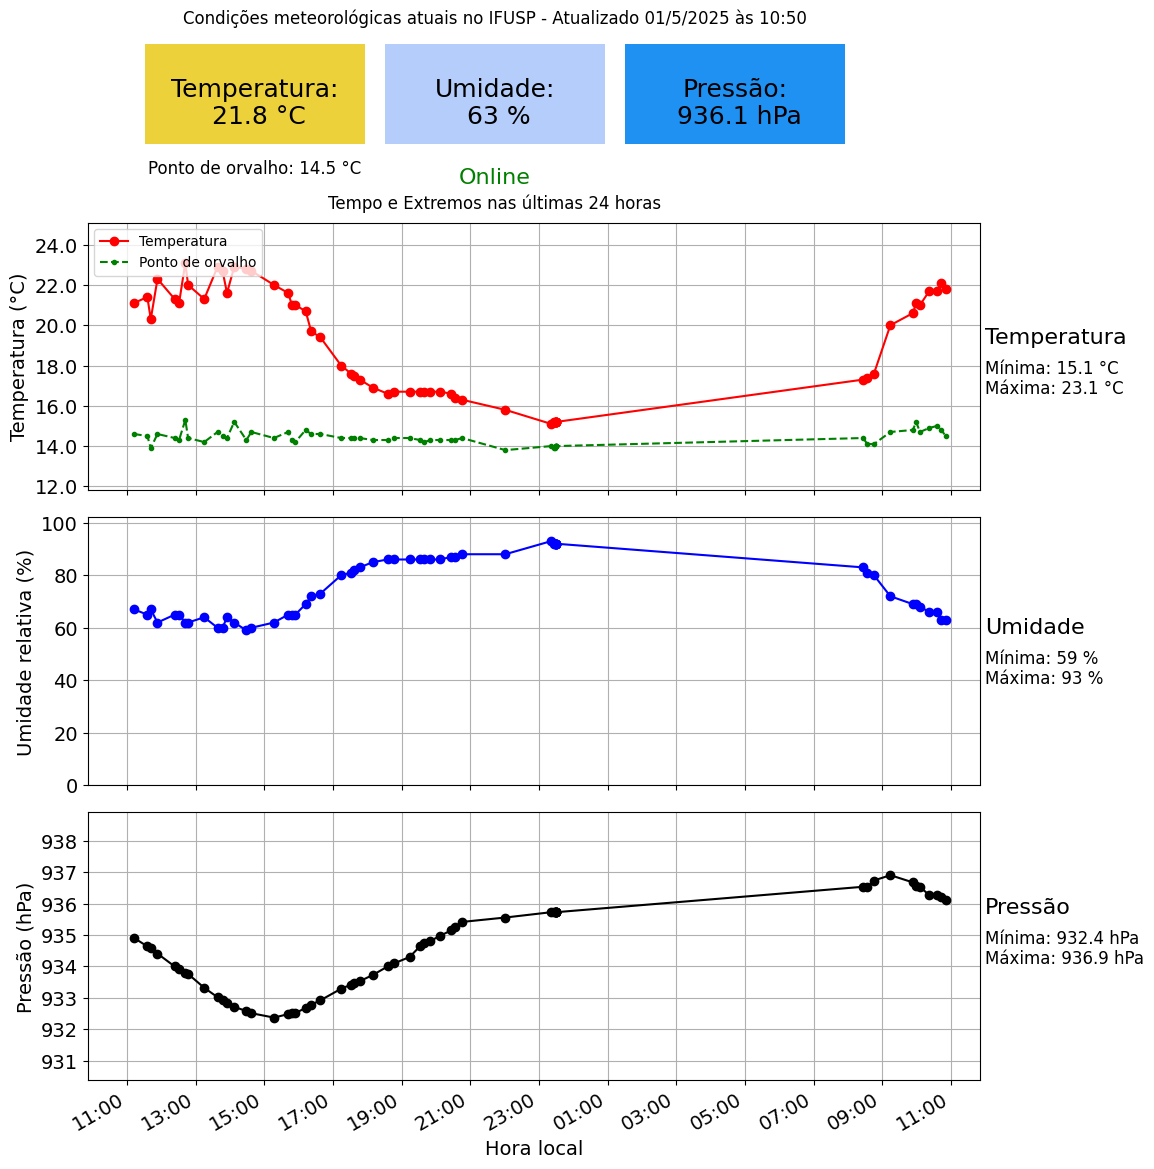 Condições meteorológicas atuais no IFUSP - Atualizado 01/5/2025 às 10:50
Temperatura:
21.8 °C
Umidade:
63 %
Pressão:
936.1 hPa
Ponto de orvalho: 14.5 °C
Online
Tempo e Extremos nas últimas 24 horas
Temperatura
Ponto de orvalho
Temperatura (°C)
24.0
22.0
20.0
18.0
16.0
14.0
12.0
Temperatura
Mínima: 15.1 °C
Máxima: 23.1 °C
Umidade relativa (%)
100
80
60
40
20
0
Umidade
Mínima: 59 %
Máxima: 93 %
Pressão (hPa)
938
937
936
935
934
933
932
931
Pressão
Mínima: 932.4 hPa
Máxima: 936.9 hPa
11:00
13:00
15:00
17:00
19:00
21:00
23:00
01:00
03:00
05:00
07:00
09:00
11:00
Hora local